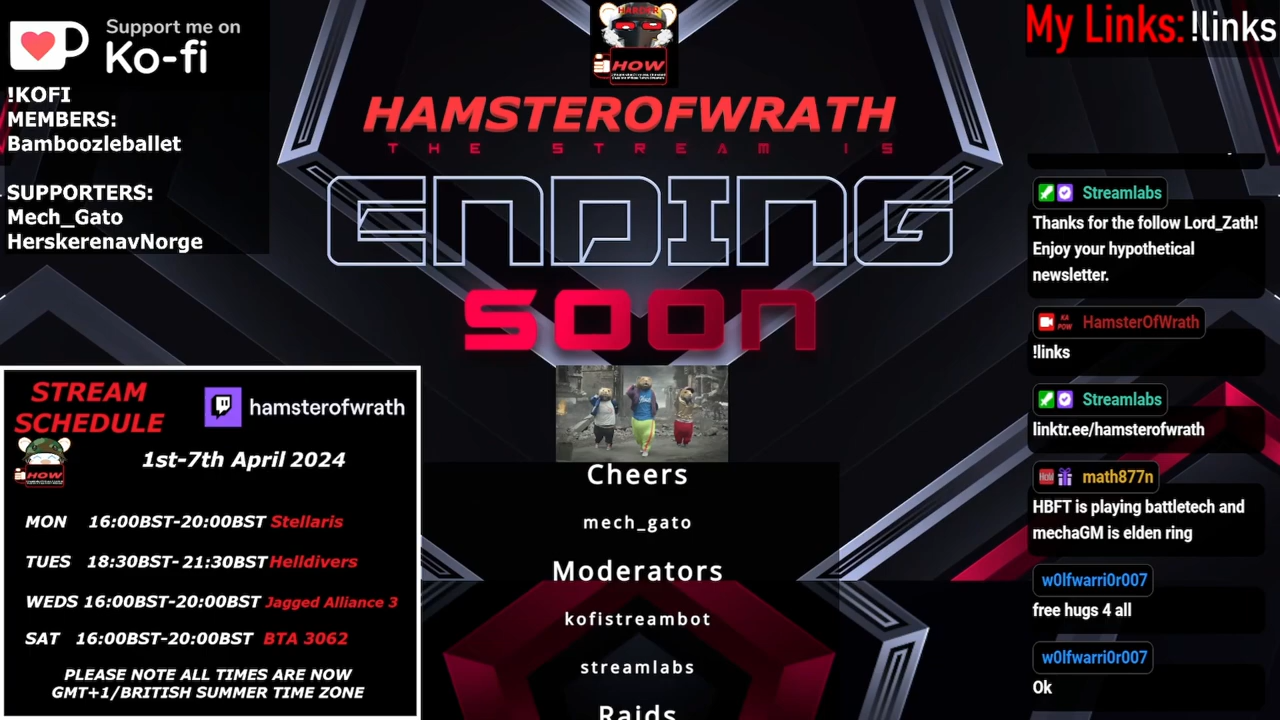 Support me on
Ko-fi
!KOFI
MEMBERS:
Bamboozleballet
SUPPORTERS:
Mech_Gato
HerskerenavNorge
HOW
HAMSTEROFWRATH
THE STREAM IS
ENDING
SOON
STREAM
SCHEDULE
hamsterofwrath
HOW
1st-7th April 2024
MON 16:00BST-20:00BST Stellaris
TUES 18:30BST-21:30BST Helldivers
WEDS 16:00BST-20:00BST Jagged Alliance 3
SAT 16:00BST-20:00BST BTA 3062
PLEASE NOTE ALL TIMES ARE NOW
GMT+1/BRITISH SUMMER TIME ZONE
Cheers
mech_gato
Moderators
kofistreambot
streamlabs
Raids
My Links: !links
Streamlabs
Thanks for the follow Lord_Zath!
Enjoy your hypothetical
newsletter.
KA POW HamsterOfWrath
!links
Streamlabs
linktr.ee/hamsterofwrath
math877n
HBFT is playing battletech and
mechaGM is elden ring
w0lfwarri0r007
free hugs 4 all
w0lfwarri0r007
Ok